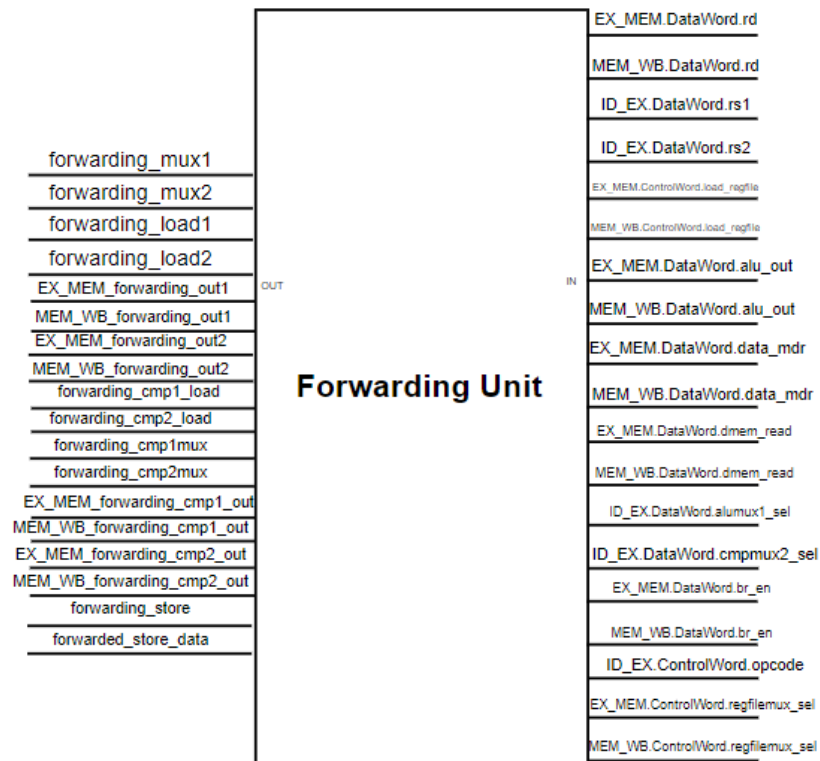 forwarding_mux1
forwarding_mux2
forwarding_load1
forwarding_load2
EX_MEM_forwarding_out1
MEM_WB_forwarding_out1
EX_MEM_forwarding_out2
MEM_WB_forwarding_out2
forwarding_cmp1_load
forwarding_cmp2_load
forwarding_cmp1mux
forwarding_cmp2mux
EX_MEM_forwarding_cmp1_out
MEM_WB_forwarding_cmp1_out
EX_MEM_forwarding_cmp2_out
MEM_WB_forwarding_cmp2_out
forwarding_store
forwarded_store_data
OUT
Forwarding Unit
IN
EX_MEM.DataWord.rd
MEM_WB.DataWord.rd
ID_EX.DataWord.rs1
ID_EX.DataWord.rs2
EX_MEM.ControlWord.load_regfile
MEM_WB.ControlWord.load_regfile
EX_MEM.DataWord.alu_out
MEM_WB.DataWord.alu_out
EX_MEM.DataWord.data_mdr
MEM_WB.DataWord.data_mdr
EX_MEM.DataWord.dmem_read
MEM_WB.DataWord.dmem_read
ID_EX.DataWord.alumux1_sel
ID_EX.DataWord.cmpmux2_sel
EX_MEM.DataWord.br_en
MEM_WB.DataWord.br_en
ID_EX.ControlWord.opcode
EX_MEM.ControlWord.regfilemux_sel
MEM_WB.ControlWord.regfilemux_sel